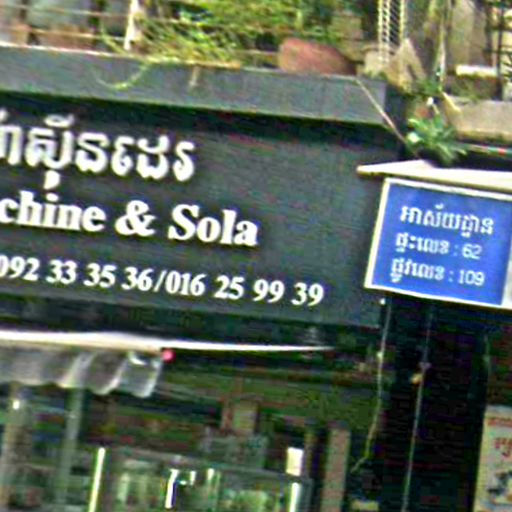 ម៉ាស៊ីនដេរ
chine & Sola
092 33 35 36/016 25 99 39
អាស័យដ្ឋាន
ផ្ទះលេខ : 62
ផ្លូវលេខ : 109